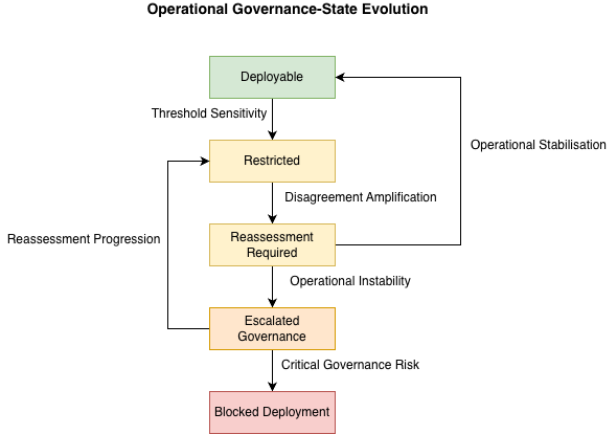 Operational Governance-State Evolution
Deployable
Threshold Sensitivity
Operational Stabilisation
Restricted
Disagreement Amplification
Reassessment Progression
Reassessment
Required
Operational Instability
Escalated
Governance
Critical Governance Risk
Blocked Deployment